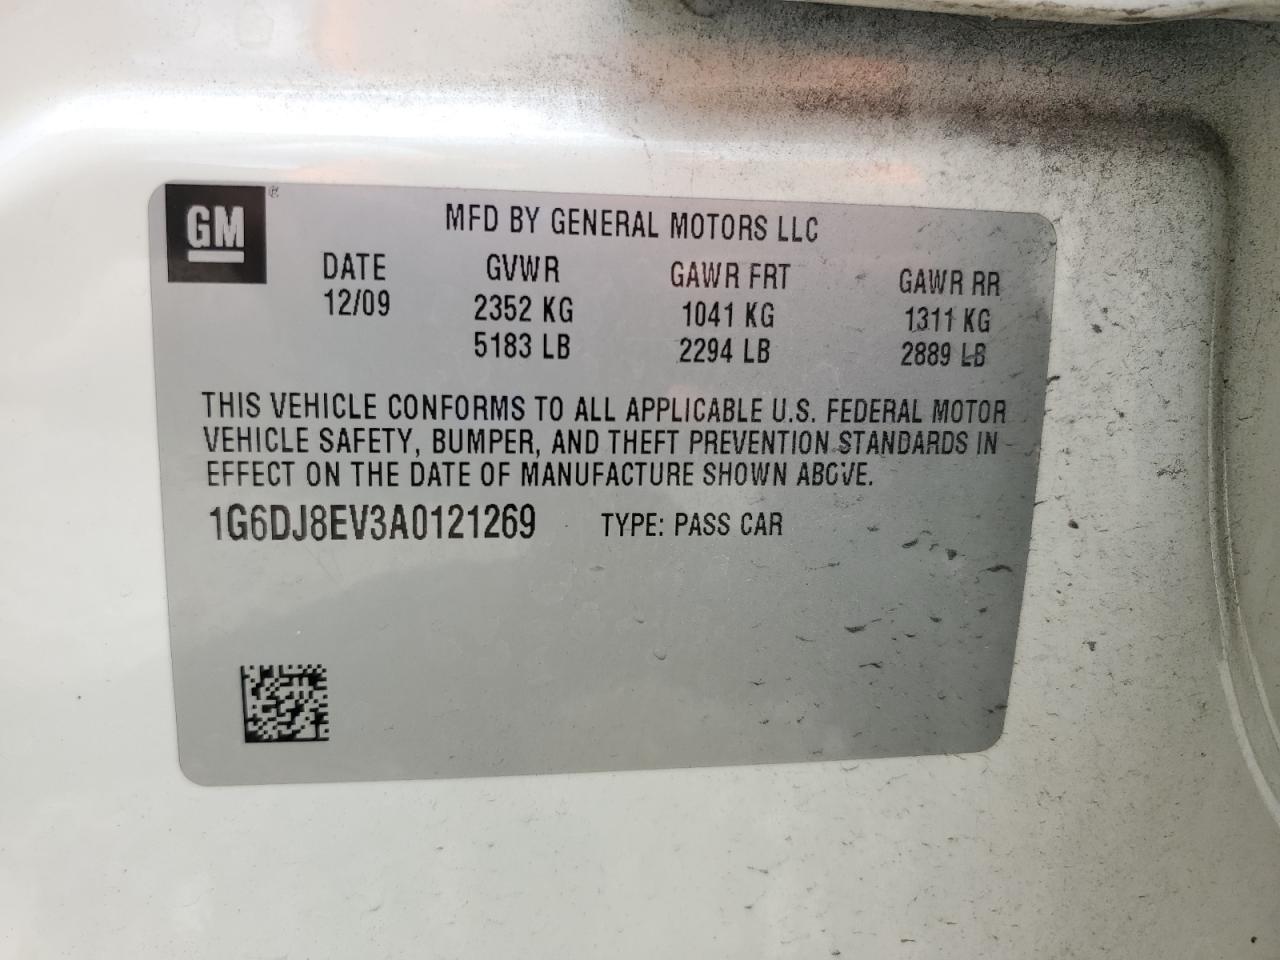 GM ®
MFD BY GENERAL MOTORS LLC
DATE GVWR GAWR FRT GAWR RR
12/09 2352 KG 1041 KG 1311 KG
5183 LB 2294 LB 2889 LB
THIS VEHICLE CONFORMS TO ALL APPLICABLE U.S. FEDERAL MOTOR
VEHICLE SAFETY, BUMPER, AND THEFT PREVENTION STANDARDS IN
EFFECT ON THE DATE OF MANUFACTURE SHOWN ABOVE.
1G6DJ8EV3A0121269 TYPE: PASS CAR